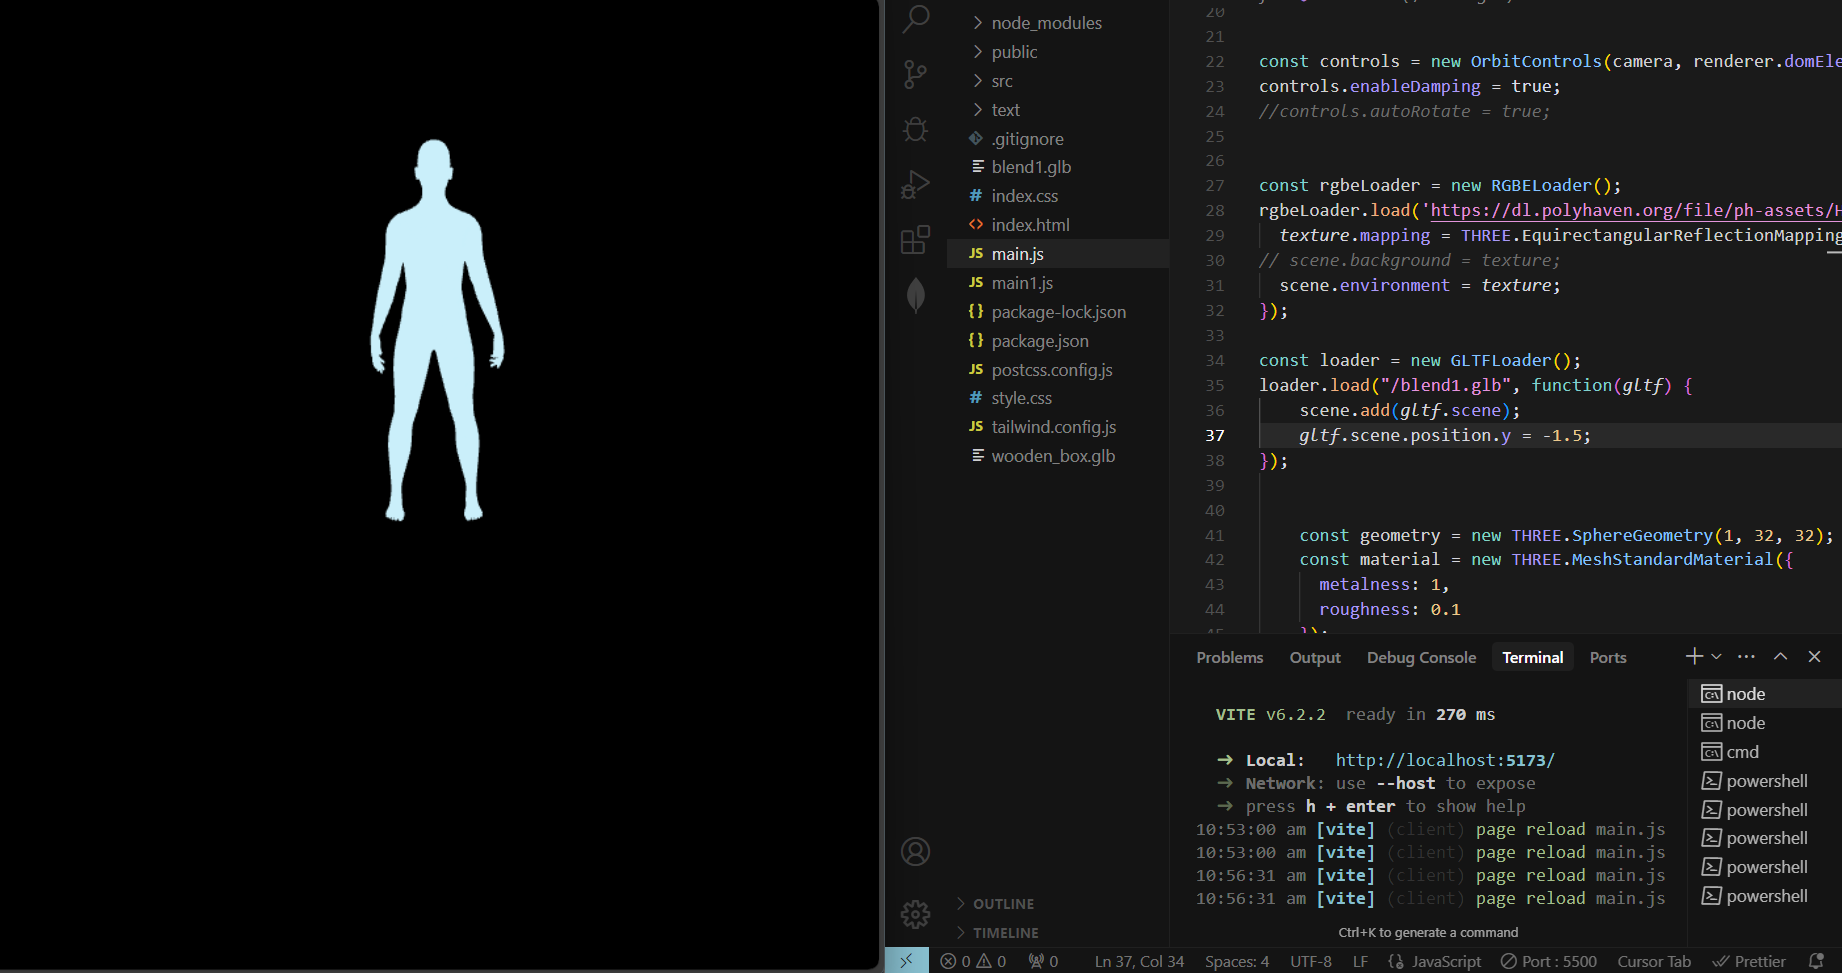 node_modules
public
src
text
.gitignore
blend1.glb
# index.css
<> index.html
JS main.js
JS main1.js
{} package-lock.json
{} package.json
JS postcss.config.js
# style.css
JS tailwind.config.js
wooden_box.glb
OUTLINE
TIMELINE
20
21
22 const controls = new OrbitControls(camera, renderer.domEle
23 controls.enableDamping = true;
24 //controls.autoRotate = true;
25
26
27 const rgbeLoader = new RGBELoader();
28 rgbeLoader.load('https://dl.polyhaven.org/file/ph-assets/H
29 texture.mapping = THREE.EquirectangularReflectionMapping
30 // scene.background = texture;
31 scene.environment = texture;
32 });
33
34 const loader = new GLTFLoader();
35 loader.load("/blend1.glb", function(gltf) {
36 scene.add(gltf.scene);
37 gltf.scene.position.y = -1.5;
38 });
39
40
41 const geometry = new THREE.SphereGeometry(1, 32, 32);
42 const material = new THREE.MeshStandardMaterial({
43 metalness: 1,
44 roughness: 0.1
45 });
Problems Output Debug Console Terminal Ports
VITE v6.2.2 ready in 270 ms
➜ Local: http://localhost:5173/
➜ Network: use --host to expose
➜ press h + enter to show help
10:53:00 am [vite] (client) page reload main.js
10:53:00 am [vite] (client) page reload main.js
10:56:31 am [vite] (client) page reload main.js
10:56:31 am [vite] (client) page reload main.js
Ctrl+K to generate a command
node
node
cmd
powershell
powershell
powershell
powershell
powershell
0 0 0 Ln 37, Col 34 Spaces: 4 UTF-8 LF {} JavaScript Port : 5500 Cursor Tab Prettier